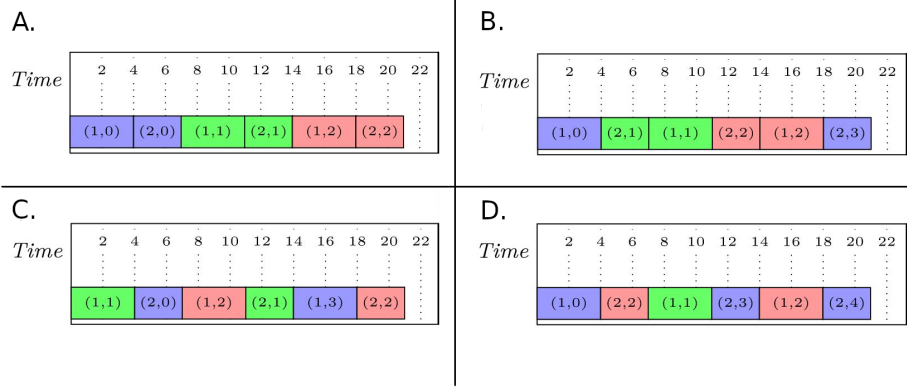 A.
Time 2 4 6 8 10 12 14 16 18 20 22
(1,0) (2,0) (1,1) (2,1) (1,2) (2,2)
B.
Time 2 4 6 8 10 12 14 16 18 20 22
(1,0) (2,1) (1,1) (2,2) (1,2) (2,3)
C.
Time 2 4 6 8 10 12 14 16 18 20 22
(1,1) (2,0) (1,2) (2,1) (1,3) (2,2)
D.
Time 2 4 6 8 10 12 14 16 18 20 22
(1,0) (2,2) (1,1) (2,3) (1,2) (2,4)